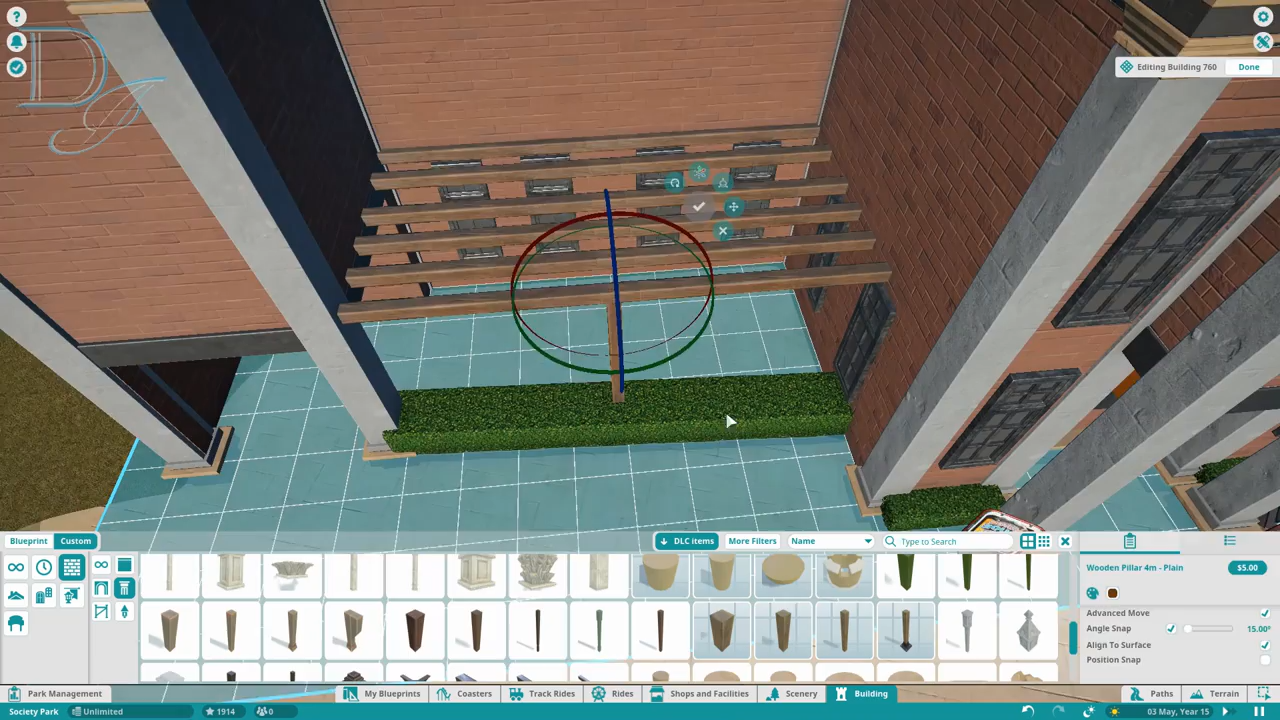 ?
DJ
Editing Building 760
Done
Blueprint
Custom
DLC items
More Filters
Name
Type to Search
Wooden Pillar 4m - Plain
$5.00
Advanced Move
Angle Snap
15.00°
Align To Surface
Position Snap
Park Management
My Blueprints
Coasters
Track Rides
Rides
Shops and Facilities
Scenery
Building
Paths
Terrain
Society Park
Unlimited
1914
0
03 May, Year 15